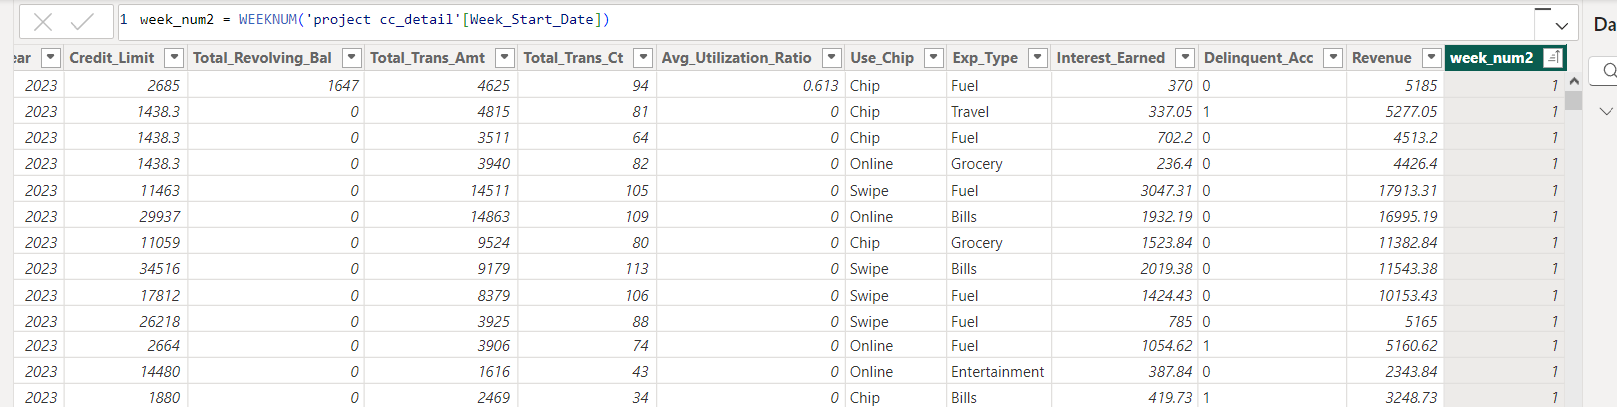 1 week_num2 = WEEKNUM('project cc_detail'[Week_Start_Date])
Da
ear Credit_Limit Total_Revolving_Bal Total_Trans_Amt Total_Trans_Ct Avg_Utilization_Ratio Use_Chip Exp_Type Interest_Earned Delinquent_Acc Revenue week_num2
2023 2685 1647 4625 94 0.613 Chip Fuel 370 0 5185 1
2023 1438.3 0 4815 81 0 Chip Travel 337.05 1 5277.05 1
2023 1438.3 0 3511 64 0 Chip Fuel 702.2 0 4513.2 1
2023 1438.3 0 3940 82 0 Online Grocery 236.4 0 4426.4 1
2023 11463 0 14511 105 0 Swipe Fuel 3047.31 0 17913.31 1
2023 29937 0 14863 109 0 Online Bills 1932.19 0 16995.19 1
2023 11059 0 9524 80 0 Chip Grocery 1523.84 0 11382.84 1
2023 34516 0 9179 113 0 Swipe Bills 2019.38 0 11543.38 1
2023 17812 0 8379 106 0 Swipe Fuel 1424.43 0 10153.43 1
2023 26218 0 3925 88 0 Swipe Fuel 785 0 5165 1
2023 2664 0 3906 74 0 Online Fuel 1054.62 1 5160.62 1
2023 14480 0 1616 43 0 Online Entertainment 387.84 0 2343.84 1
2023 1880 0 2469 34 0 Chip Bills 419.73 1 3248.73 1